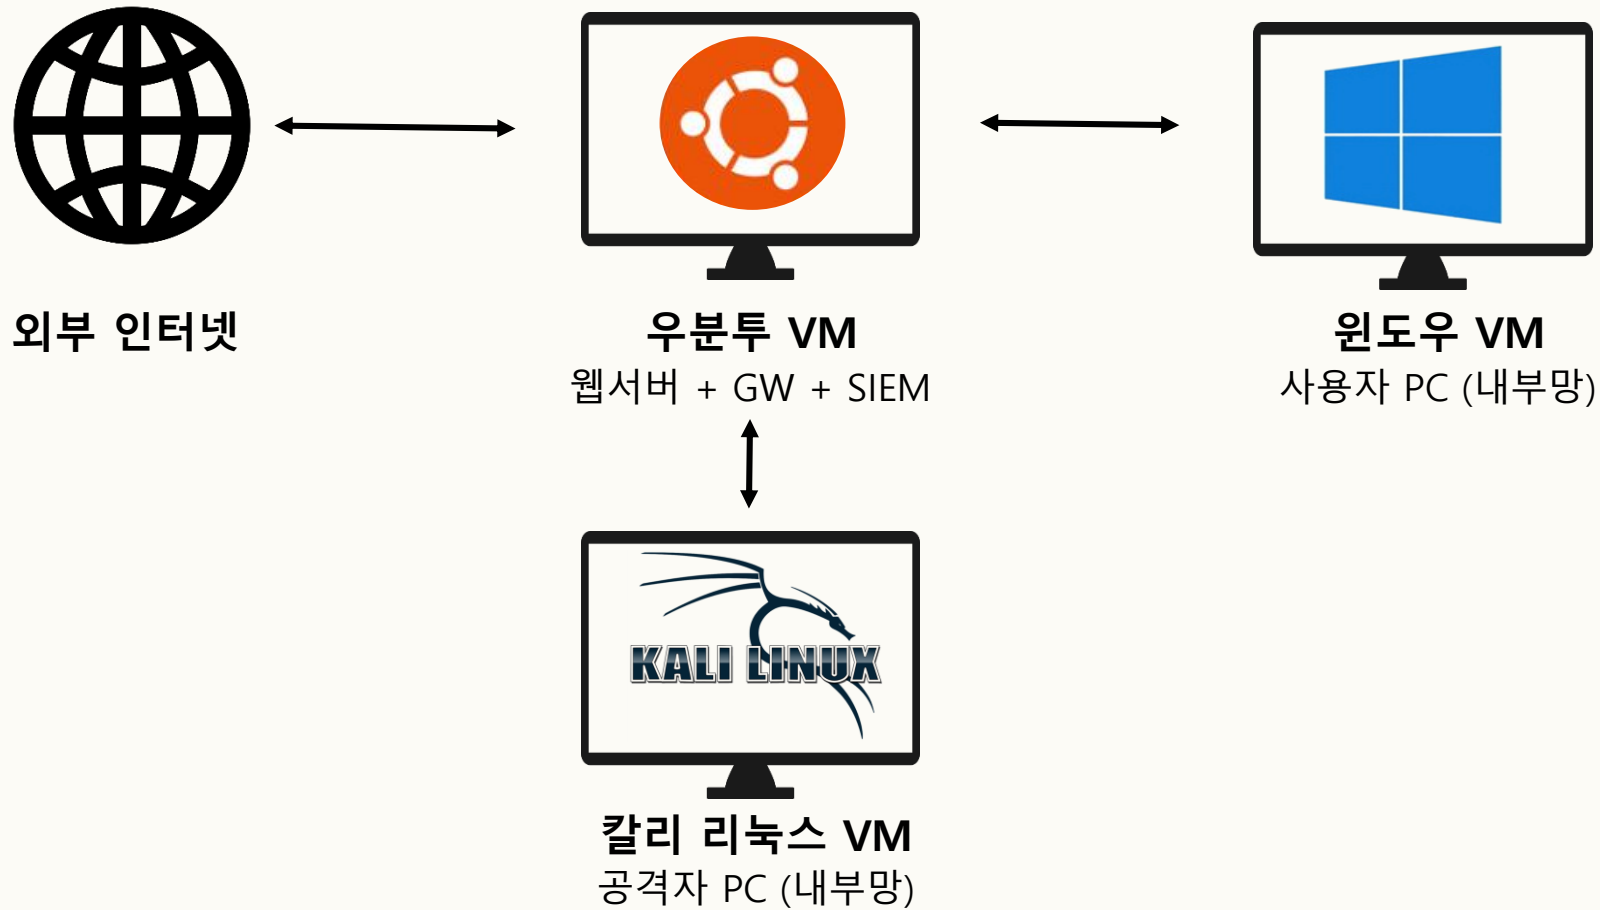 외부 인터넷
우분투 VM
웹서버 + GW + SIEM
윈도우 VM
사용자 PC (내부망)
KALI LINUX
칼리 리눅스 VM
공격자 PC (내부망)